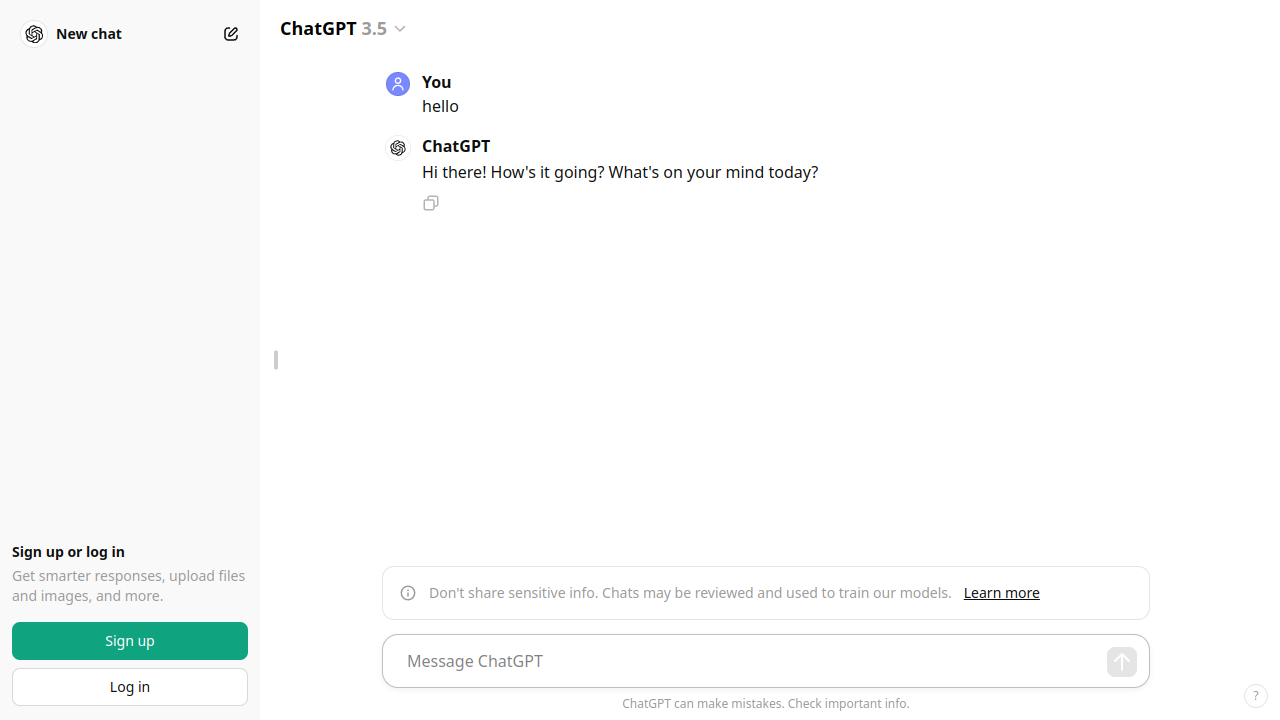 New chat
ChatGPT 3.5
You
hello
ChatGPT
Hi there! How's it going? What's on your mind today?
Sign up or log in
Get smarter responses, upload files
and images, and more.
Sign up
Log in
Don't share sensitive info. Chats may be reviewed and used to train our models. Learn more
Message ChatGPT
ChatGPT can make mistakes. Check important info.
?